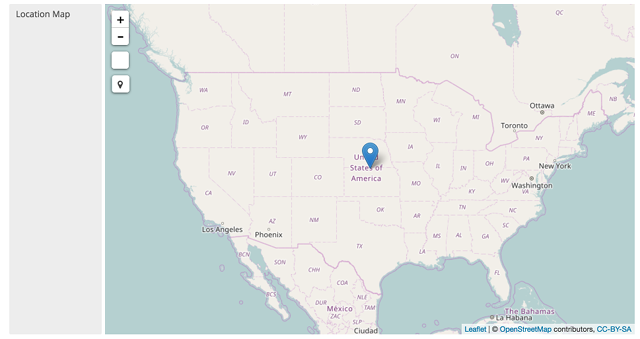 Location Map
+
−
QC
ON
WA
MT
ND
MN
NB
ME
Ottawa
OR
ID
SD
WI
MI
Toronto
NY
WY
IA
PA
New York
NV
UT
CO
United
States of
America
IL
IN
OH
WV
VA
Washington
CA
MO
KY
Los Angeles
Phoenix
AZ
NM
OK
AR
TN
NC
SC
MS
AL
GA
TX
LA
BCN
SON
CHH
FL
BCS
COA
NLE
DUR
TAM
México
ZAC
SLP
Ciudad
The Bahamas
La Habana
Leaflet | © OpenStreetMap contributors, CC-BY-SA